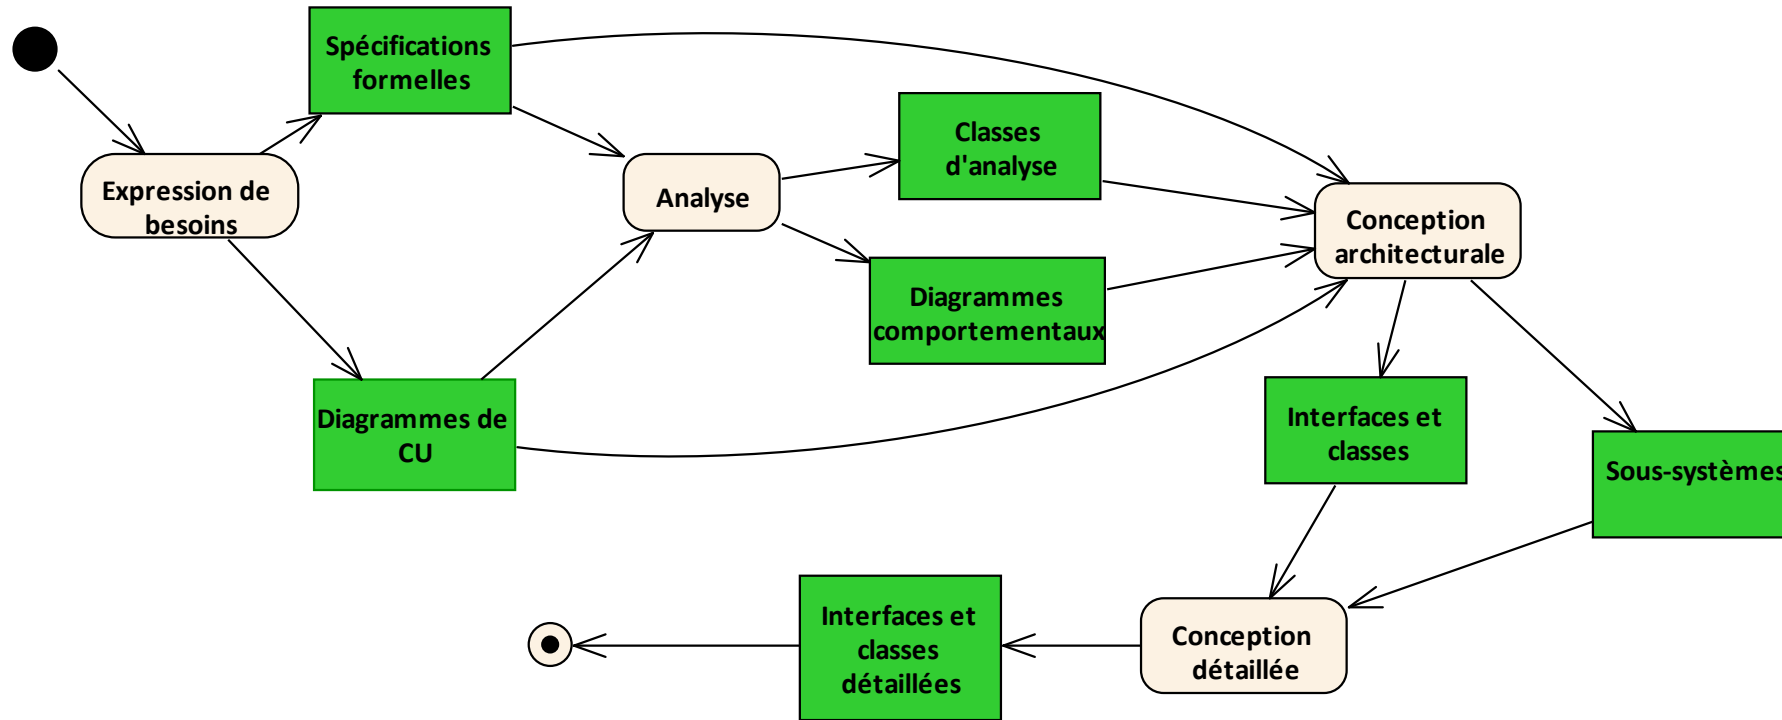 Spécifications
formelles
Expression de
besoins
Analyse
Classes
d'analyse
Diagrammes
comportementaux
Conception
architecturale
Diagrammes de
CU
Interfaces et
classes
Sous-systèmes
Interfaces et
classes
détaillées
Conception
détaillée